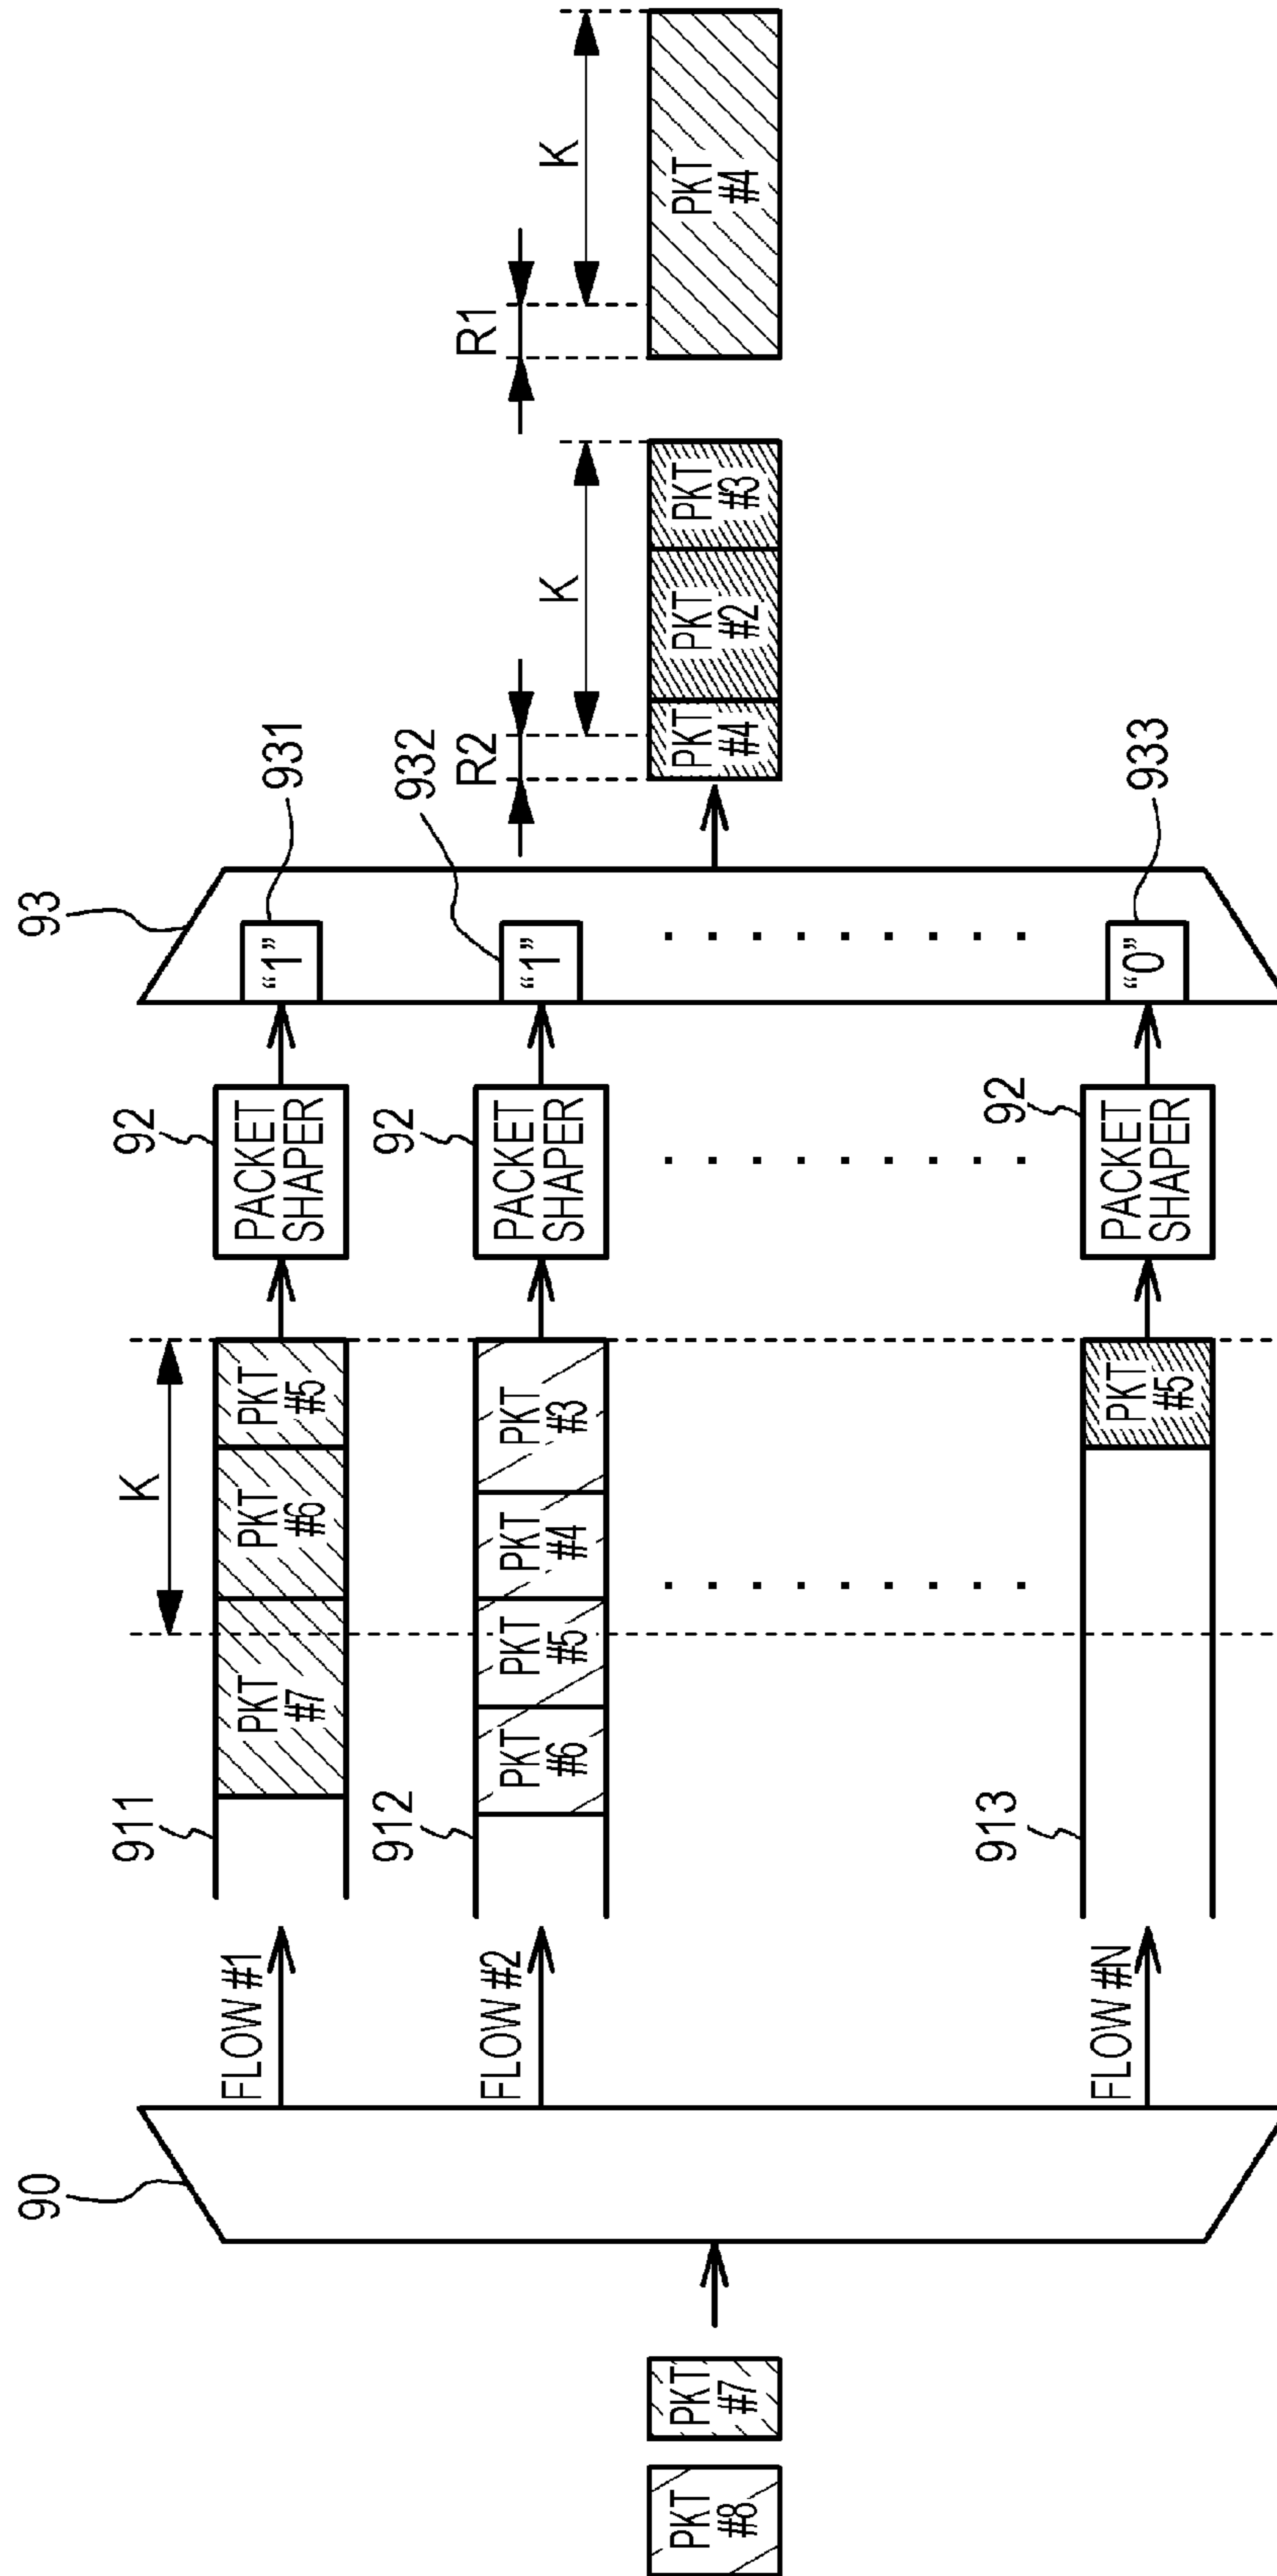 90
PKT
#8
PKT
#7
FLOW #1
FLOW #2
FLOW #N
911
PKT
#7
PKT
#6
PKT
#5
K
912
PKT
#6
PKT
#5
PKT
#4
PKT
#3
913
PKT
#5
92
PACKET
SHAPER
92
PACKET
SHAPER
92
PACKET
SHAPER
93
“1”
931
“1”
932
“0”
933
R2
K
PKT
#4
PKT
#2
PKT
#3
R1
K
PKT
#4